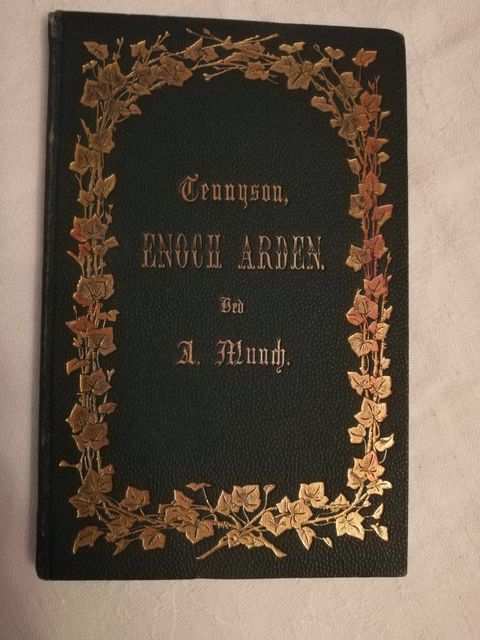 Tennyson,
ENOCH ARDEN.
Ved
A. Munch.